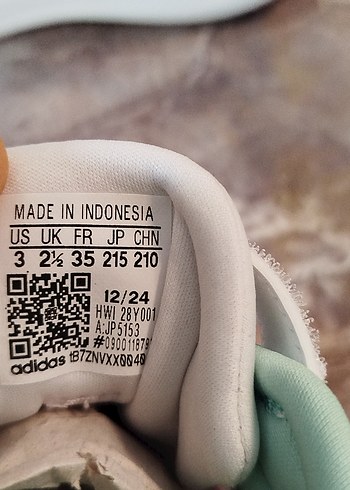 MADE IN INDONESIA
US UK FR JP CHN
3 2½ 35 215 210
12/24
HWI 28Y001
A:JP5153
adidas